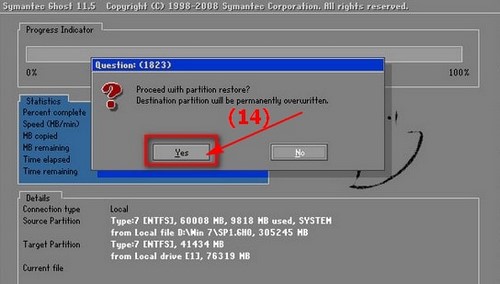 Symantec Ghost 11.5 Copyright (C) 1998-2008 Symantec Corporation. All rights reserved.
Progress Indicator
0% 100%
Question: (1823)
Proceed with partition restore?
Destination partition will be permanently overwritten.
(14)
Yes No
Statistics
Percent complete
Speed (MB/min)
MB copied
MB remaining
Time elapsed
Time remaining
Details
Connection type Local
Source Partition Type:7 [NTFS], 60008 MB, 9818 MB used, SYSTEM
from Local file D:\Win 7\SP1.GHO, 305245 MB
Target Partition Type:7 [NTFS], 41434 MB
from Local drive [1], 76319 MB
Current file